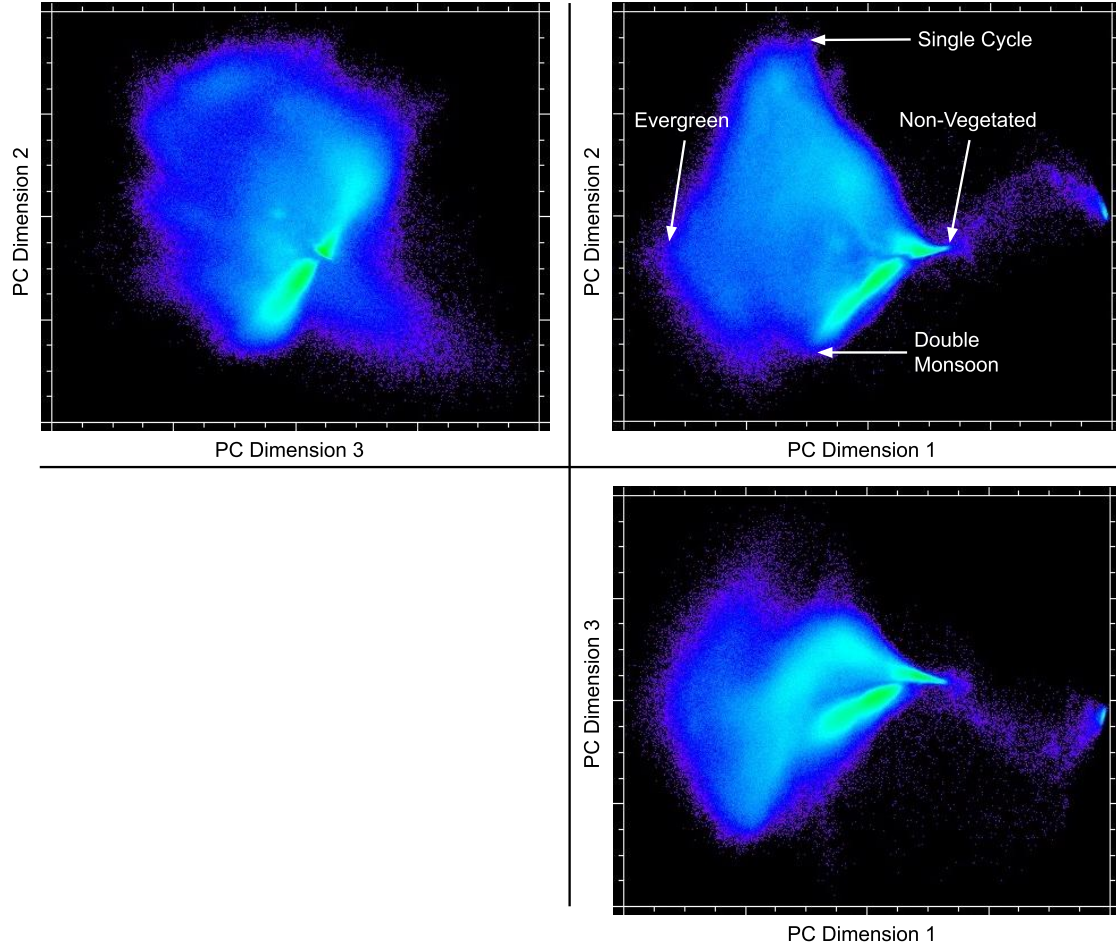 PC Dimension 2
PC Dimension 3
PC Dimension 2
Single Cycle
Evergreen
Non-Vegetated
Double
Monsoon
PC Dimension 1
PC Dimension 3
PC Dimension 1